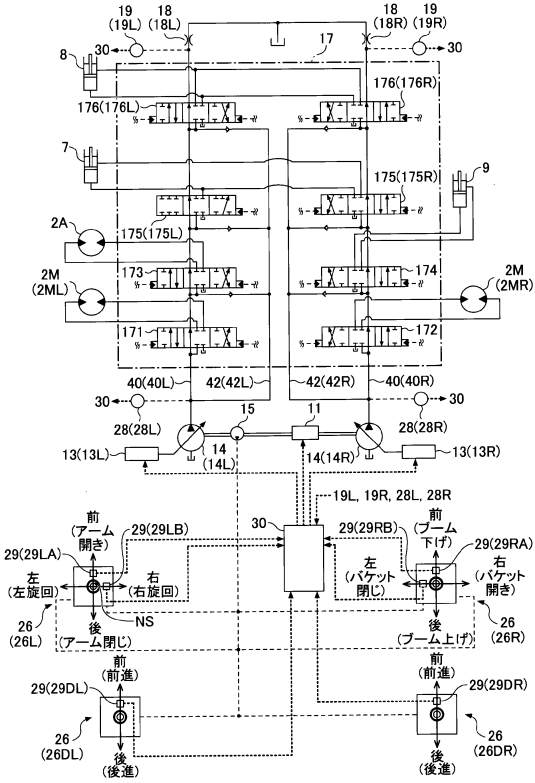 19(19L)
18
(18L)
18
(18R)
19
(19R)
30
30
17
8
176(176L)
176(176R)
7
9
175(175R)
2A
175(175L)
2M
(2ML)
173
174
2M
(2MR)
171
172
40(40L)
42(42L)
42(42R)
40(40R)
30
30
28(28L)
15
11
28(28R)
13(13L)
14
(14L)
14(14R)
13(13R)
19L, 19R, 28L, 28R
30
前
(アーム
開き)
29(29LB)
29(29LA)
左
(左旋回)
右
(右旋回)
NS
後
(アーム閉じ)
26
(26L)
前
(ブーム
下げ)
29(29RB)
29(29RA)
左
(バケット
閉じ)
右
(バケット
開き)
後
(ブーム上げ)
26
(26R)
前
(前進)
29(29DL)
26
(26DL)
後
(後進)
前
(前進)
29(29DR)
26
(26DR)
後
(後進)